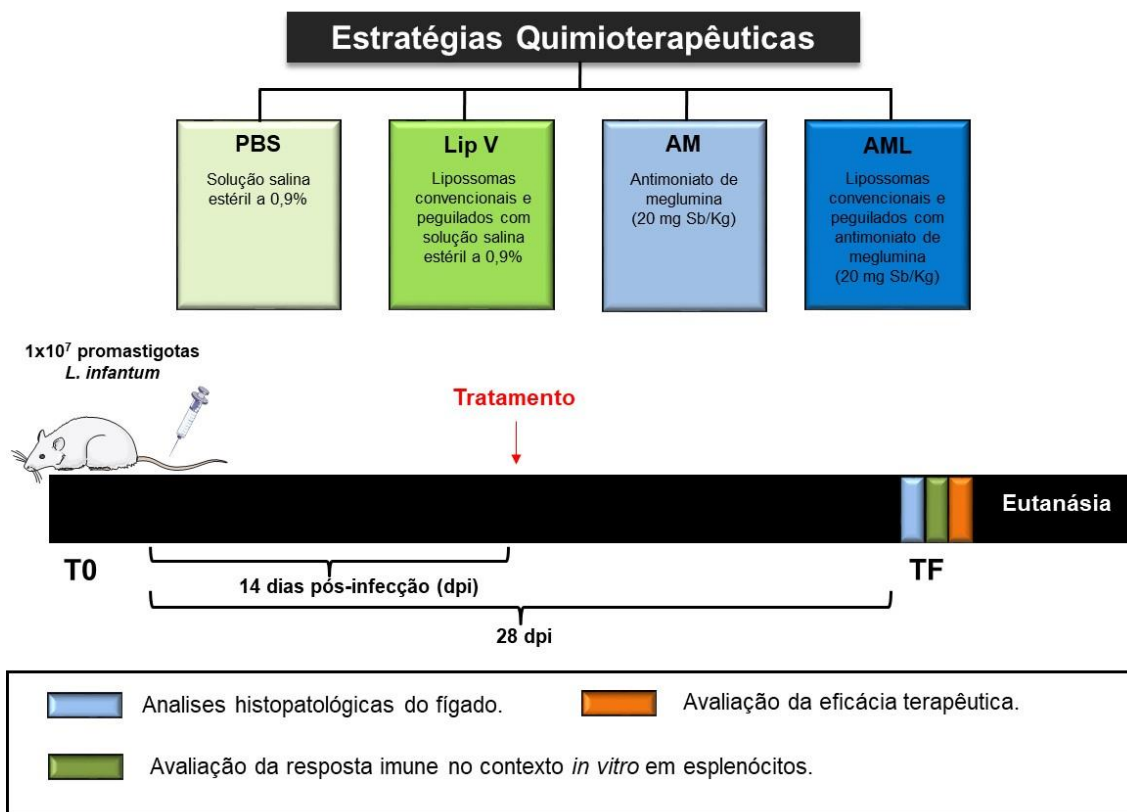 Estratégias Quimioterapêuticas
PBS
Solução salina
estéril a 0,9%
Lip V
Lipossomas
convencionais e
peguilados com
solução salina
estéril a 0,9%
AM
Antimoniato de
meglumina
(20 mg Sb/Kg)
AML
Lipossomas
convencionais e
peguilados com
antimoniato de
meglumina
(20 mg Sb/Kg)
1x10⁷ promastigotas
L. infantum
Tratamento
Eutanásia
T0
TF
14 dias pós-infecção (dpi)
28 dpi
Analises histopatológicas do fígado.
Avaliação da eficácia terapêutica.
Avaliação da resposta imune no contexto in vitro em esplenócitos.